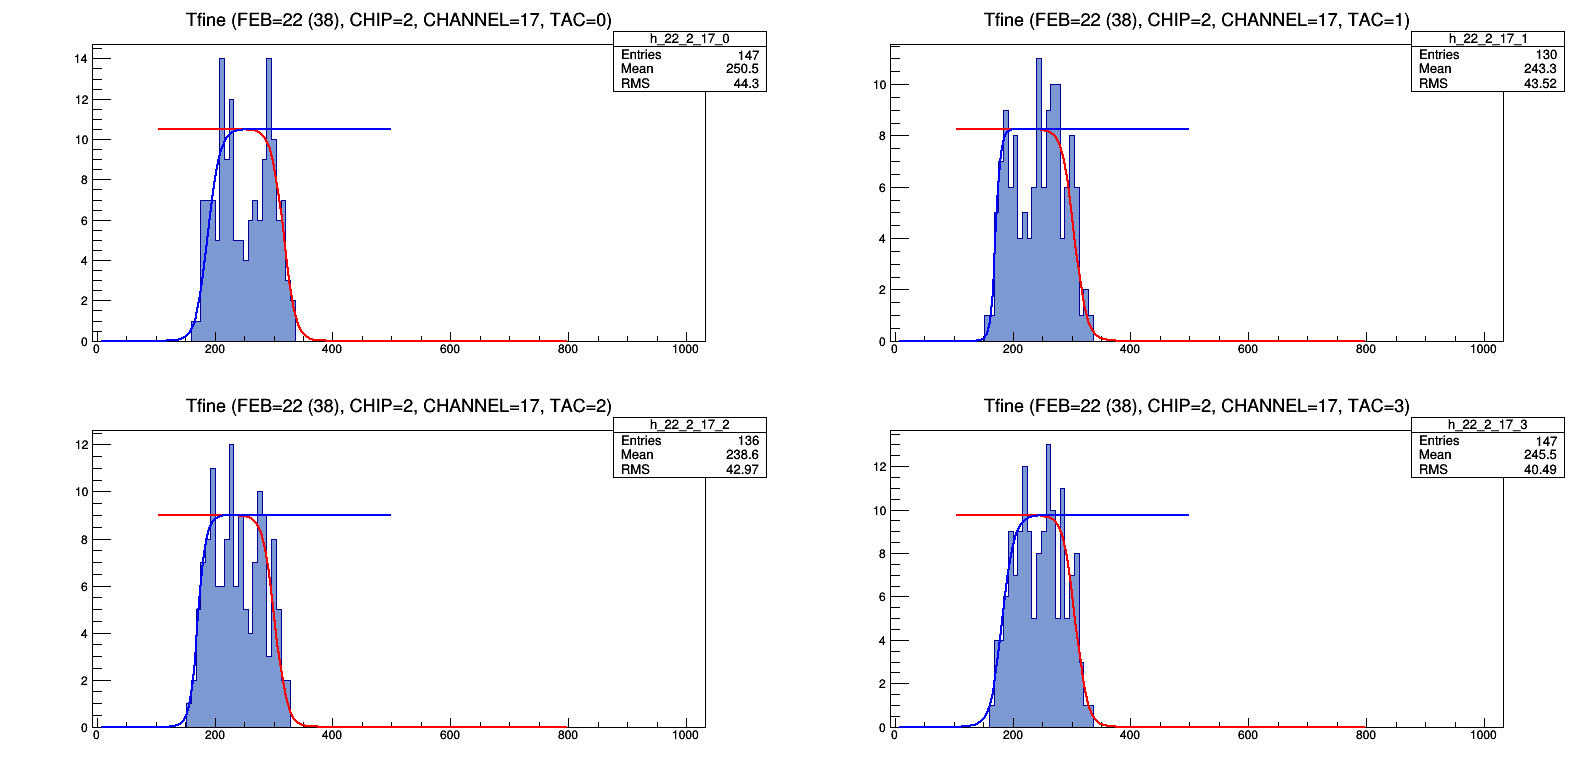 Tfine (FEB=22 (38), CHIP=2, CHANNEL=17, TAC=0)
h_22_2_17_0
Entries 147
Mean 250.5
RMS 44.3
14
12
10
8
6
4
2
0
0 200 400 600 800 1000
Tfine (FEB=22 (38), CHIP=2, CHANNEL=17, TAC=1)
h_22_2_17_1
Entries 130
Mean 243.3
RMS 43.52
10
8
6
4
2
0
0 200 400 600 800 1000
Tfine (FEB=22 (38), CHIP=2, CHANNEL=17, TAC=2)
h_22_2_17_2
Entries 136
Mean 238.6
RMS 42.97
12
10
8
6
4
2
0
0 200 400 600 800 1000
Tfine (FEB=22 (38), CHIP=2, CHANNEL=17, TAC=3)
h_22_2_17_3
Entries 147
Mean 245.5
RMS 40.49
12
10
8
6
4
2
0
0 200 400 600 800 1000